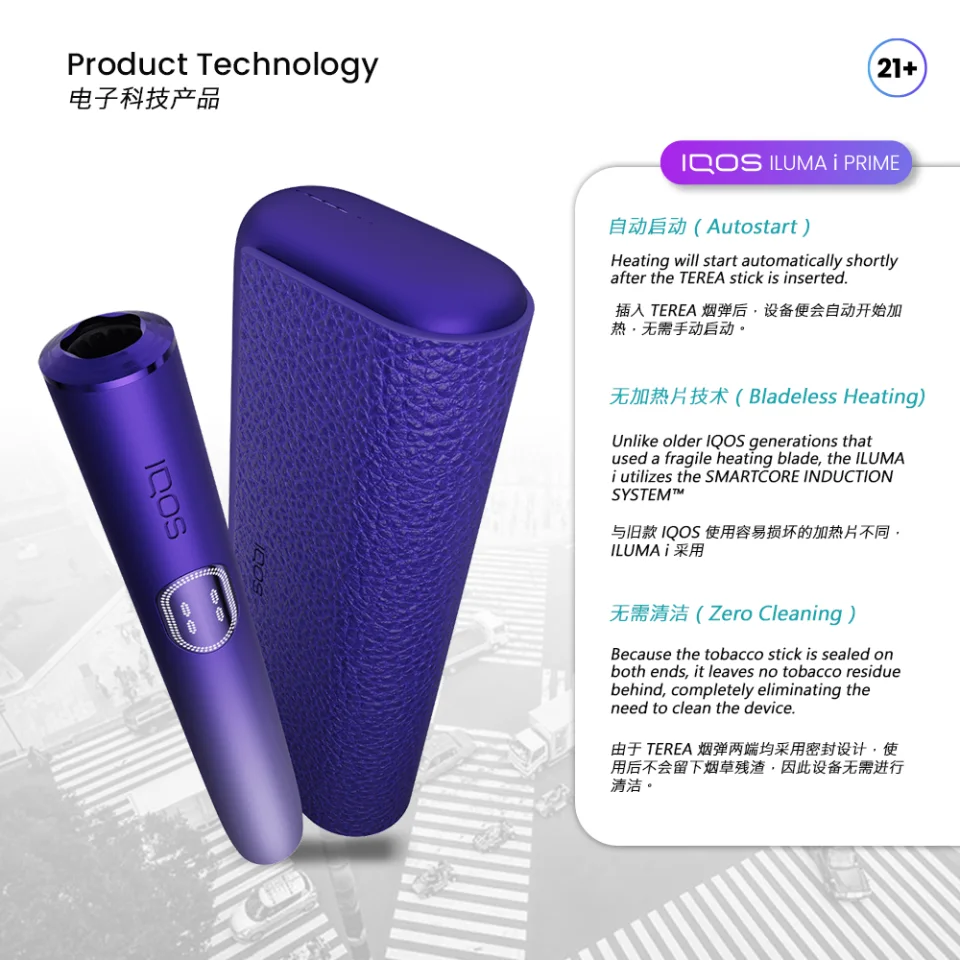 Product Technology
电子科技产品
21+
IQOS ILUMA i PRIME
自动启动 ( Autostart )
Heating will start automatically shortly
after the TEREA stick is inserted.
插入 TEREA 烟弹后，设备便会自动开始加
热，无需手动启动。
无加热片技术 ( Bladeless Heating)
Unlike older IQOS generations that
used a fragile heating blade, the ILUMA
i utilizes the SMARTCORE INDUCTION
SYSTEM™
与旧款 IQOS 使用容易损坏的加热片不同，
ILUMA i 采用
无需清洁 ( Zero Cleaning )
Because the tobacco stick is sealed on
both ends, it leaves no tobacco residue
behind, completely eliminating the
need to clean the device.
由于 TEREA 烟弹两端均采用密封设计，使
用后不会留下烟草残渣，因此设备无需进行
清洁。
IQOS
IQOS